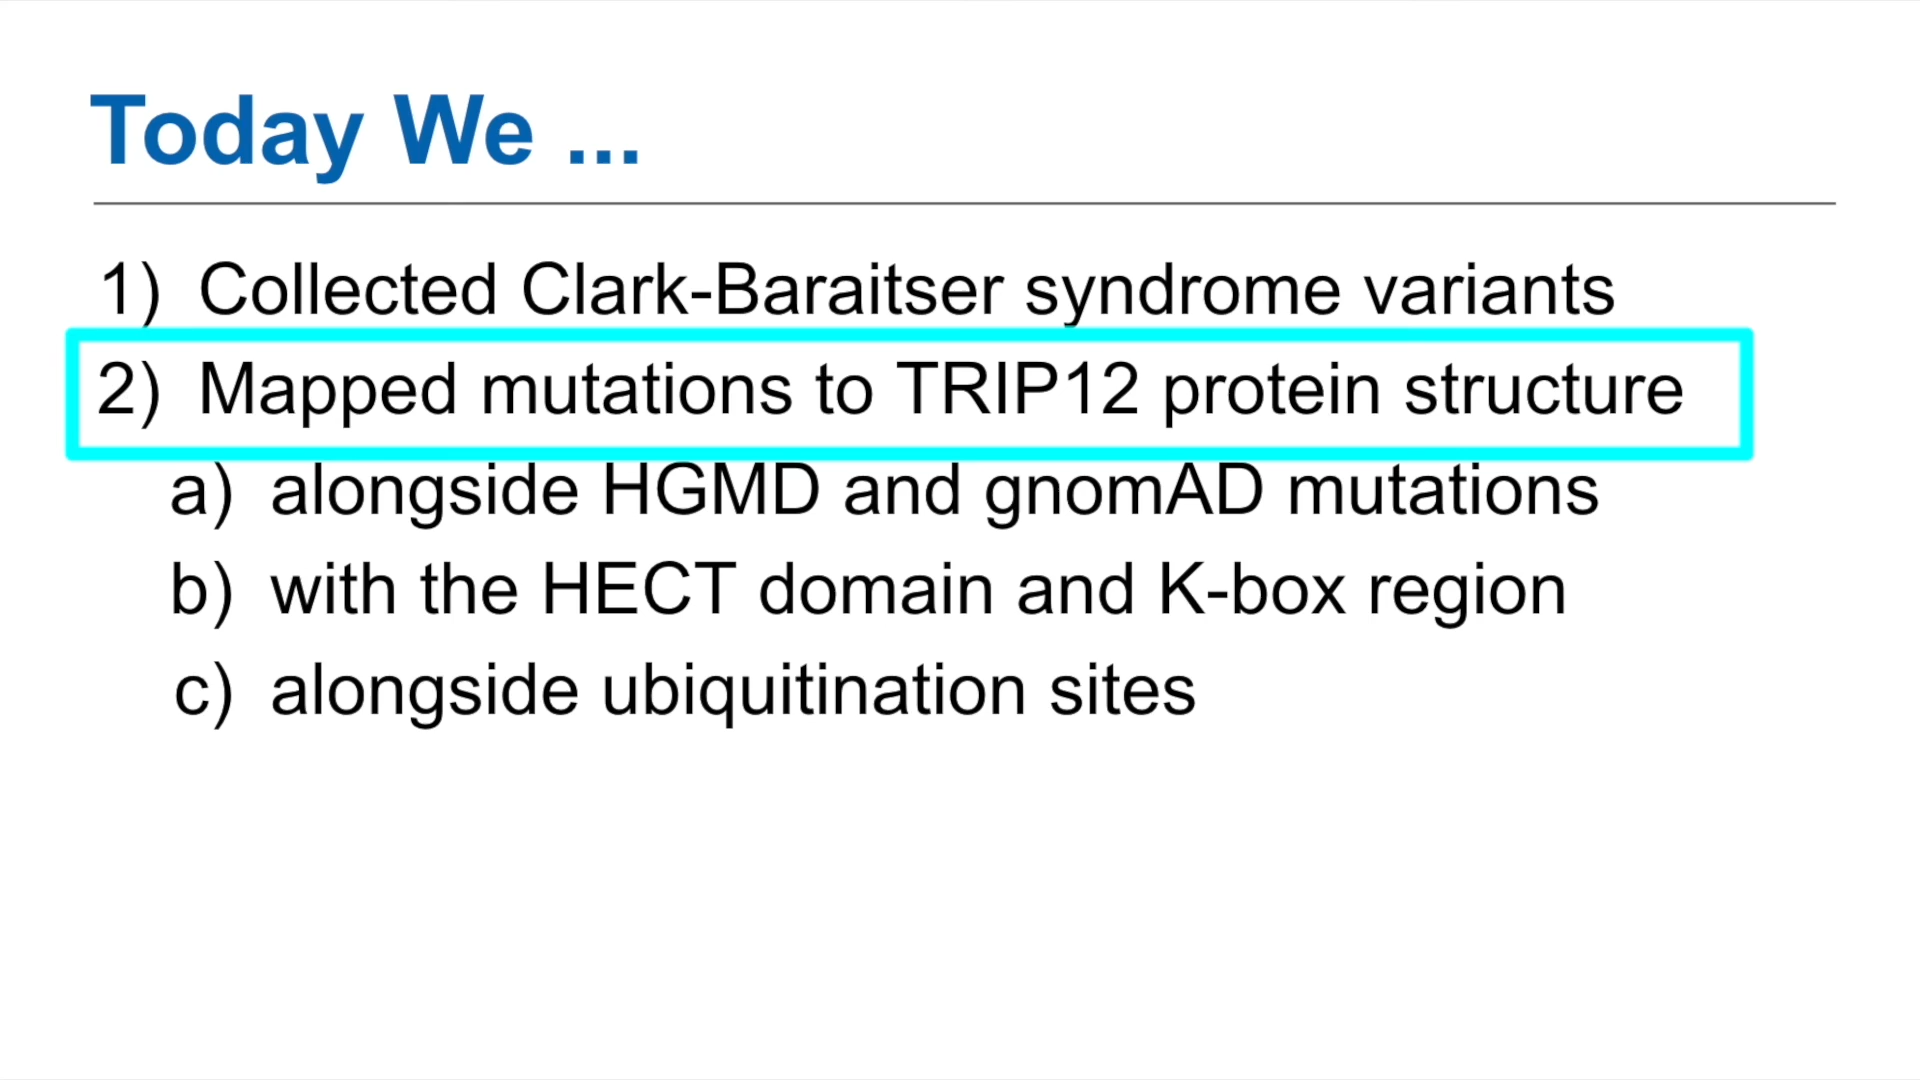 Today We ...
1) Collected Clark-Baraitser syndrome variants
2) Mapped mutations to TRIP12 protein structure
a) alongside HGMD and gnomAD mutations
b) with the HECT domain and K-box region
c) alongside ubiquitination sites